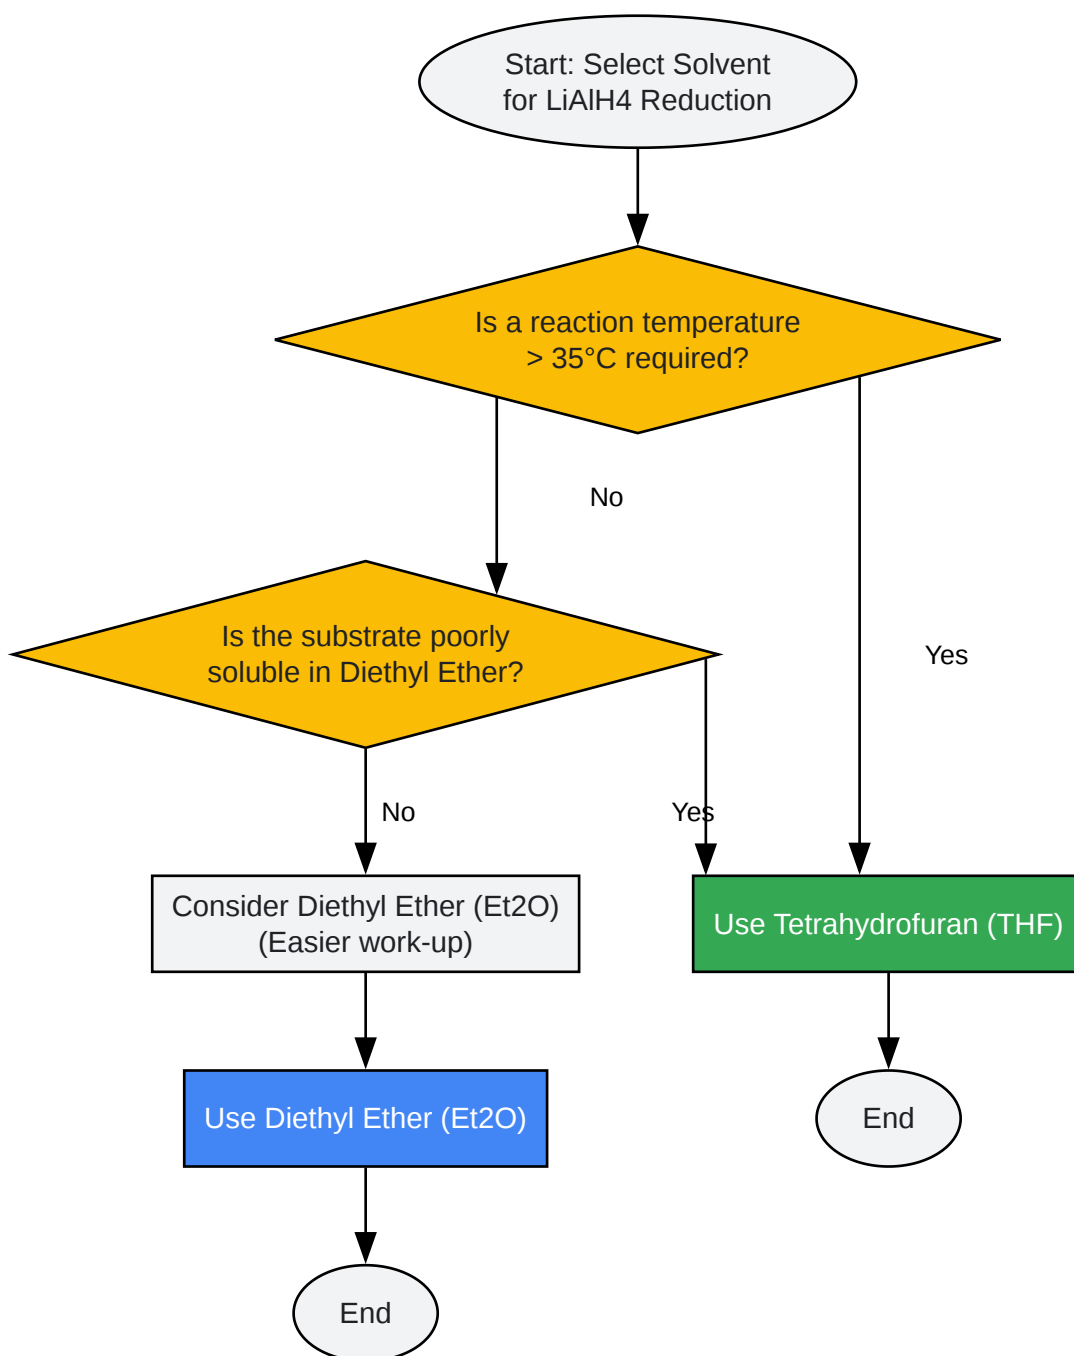 Start: Select Solvent
for LiAlH4 Reduction
Is a reaction temperature
> 35°C required?
No
Yes
Is the substrate poorly
soluble in Diethyl Ether?
No
Yes
Consider Diethyl Ether (Et2O)
(Easier work-up)
Use Tetrahydrofuran (THF)
Use Diethyl Ether (Et2O)
End
End